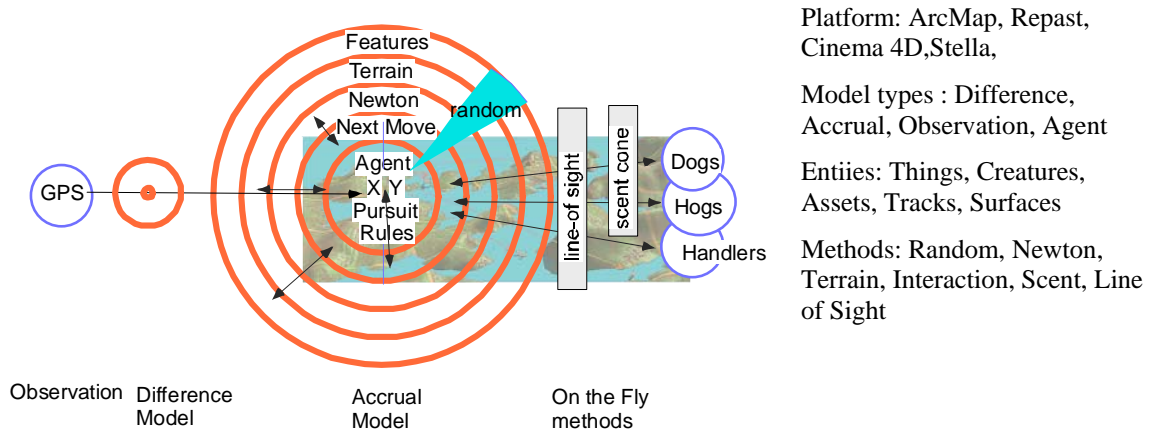 Features
Terrain
Newton
random
Next Move
Agent
X Y
Pursuit
Rules
GPS
line-of sight
scent cone
Dogs
Hogs
Handlers
Observation
Difference
Model
Accrual
Model
On the Fly
methods
Platform: ArcMap, Repast,
Cinema 4D,Stella,
Model types : Difference,
Accrual, Observation, Agent
Entiies: Things, Creatures,
Assets, Tracks, Surfaces
Methods: Random, Newton,
Terrain, Interaction, Scent, Line
of Sight